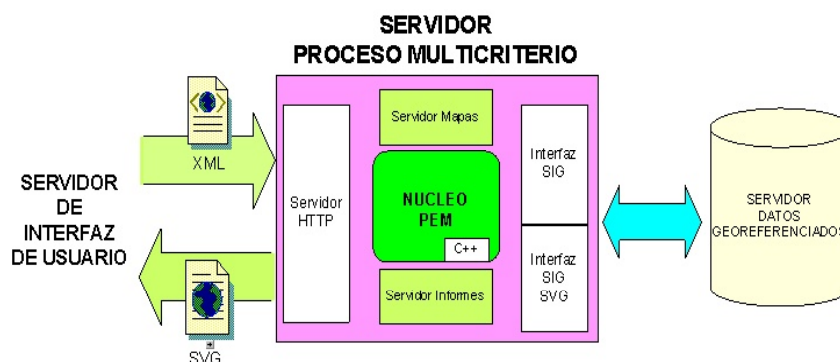 SERVIDOR
PROCESO MULTICRITERIO
XML
SERVIDOR
DE
INTERFAZ
DE USUARIO
SVG
Servidor
HTTP
Servidor Mapas
NUCLEO
PEM
C++
Servidor Informes
Interfaz
SIG
Interfaz
SIG
SVG
SERVIDOR
DATOS
GEOREFERENCIADOS